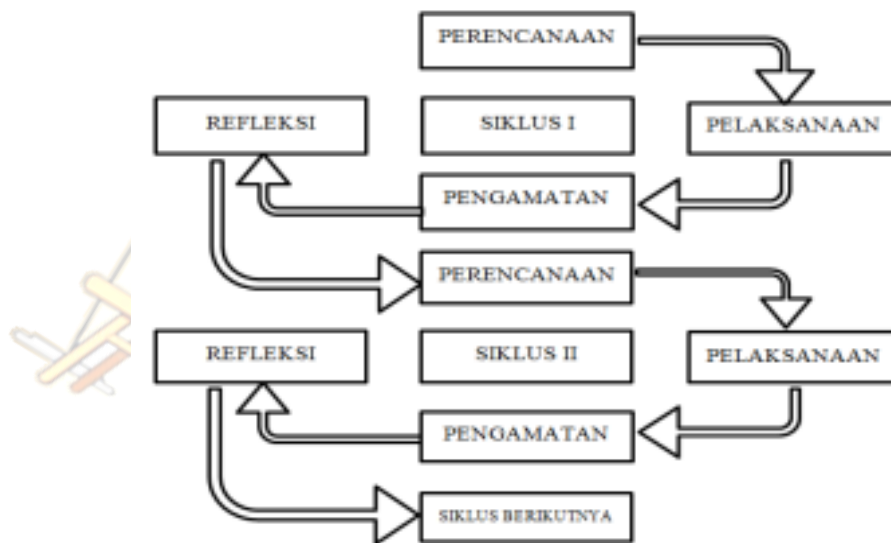 PERENCANAAN
REFLEKSI
SIKLUS I
PELAKSANAAN
PENGAMATAN
PERENCANAAN
REFLEKSI
SIKLUS II
PELAKSANAAN
PENGAMATAN
SIKLUS BERIKUTNYA